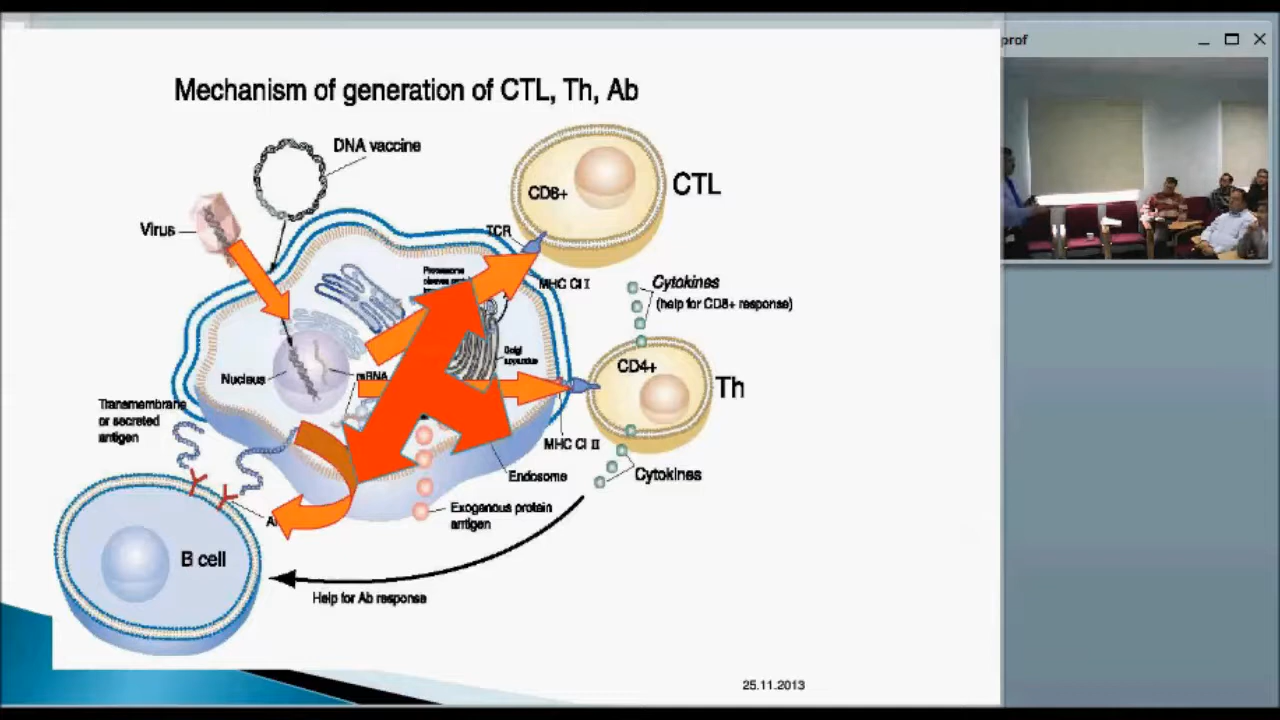 prof
Mechanism of generation of CTL, Th, Ab
DNA vaccine
Virus
CD8+
CTL
TCR
MHC Cl I
Cytokines
(help for CD8+ response)
Golgi
apparatus
CD4+
Th
Nucleus
mRNA
Transmembrane
or secreted
antigen
MHC Cl II
Endosome
Cytokines
Exogenous protein
antigen
B cell
Help for Ab response
25.11.2013